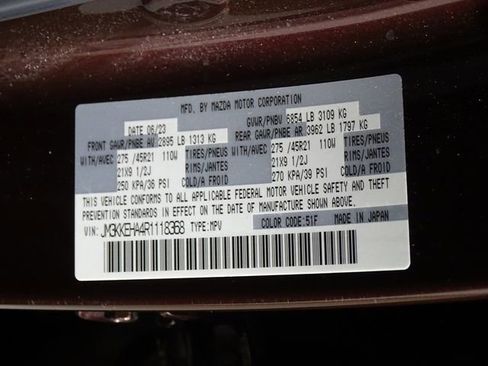 MFD. BY MAZDA MOTOR CORPORATION
DATE 06/23 GVWR/PNBV 6854 LB 3109 KG
FRONT GAWR/PNBE AV 2895 LB 1313 KG REAR GAWR/PNBE AR 3962 LB 1797 KG
WITH/AVEC 275 /45R21 110W TIRES/PNEUS WITH/AVEC 275 /45R21 110W TIRES/PNEUS
21X9 1/2J RIMS/JANTES 21X9 1/2J RIMS/JANTES
250 KPA/36 PSI COLD/A FROID 270 KPA/39 PSI COLD/A FROID
THIS VEHICLE CONFORMS TO ALL APPLICABLE FEDERAL MOTOR VEHICLE SAFETY AND THEFT
PREVENTION STANDARDS IN EFFECT ON THE DATE OF MANUFACTURE SHOWN ABOVE.
VIN: JM3KKEHA4R1118368 TYPE:MPV COLOR CODE:51F MADE IN JAPAN